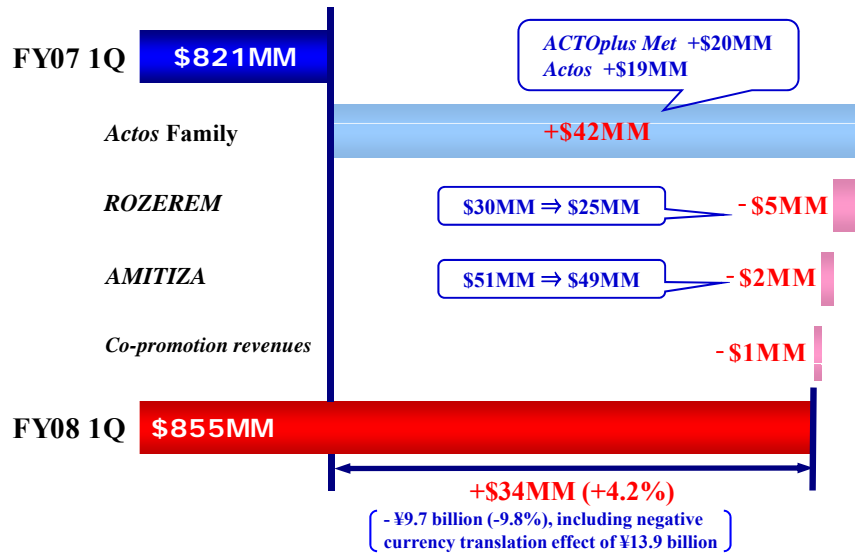 FY07 1Q
$821MM
ACTOplus Met +$20MM
Actos +$19MM
Actos Family
+$42MM
ROZEREM
$30MM ⇒ $25MM
- $5MM
AMITIZA
$51MM ⇒ $49MM
- $2MM
Co-promotion revenues
- $1MM
FY08 1Q
$855MM
+$34MM (+4.2%)
- ¥9.7 billion (-9.8%), including negative
currency translation effect of ¥13.9 billion